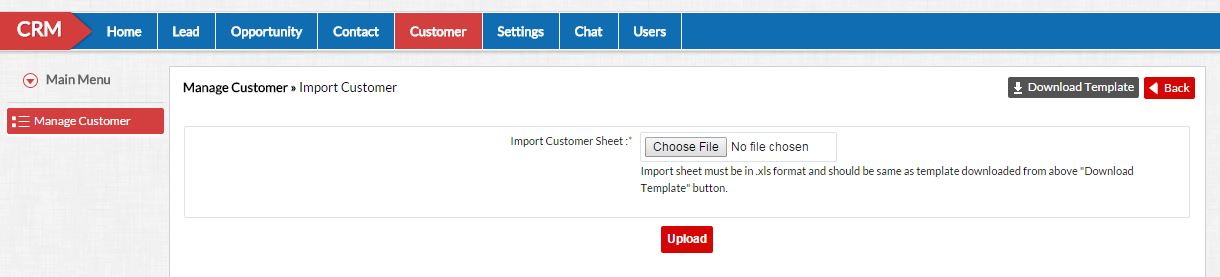 CRM Home Lead Opportunity Contact Customer Settings Chat Users
Main Menu
Manage Customer
Manage Customer » Import Customer Download Template Back
Import Customer Sheet :* Choose File No file chosen
Import sheet must be in .xls format and should be same as template downloaded from above "Download
Template" button.
Upload